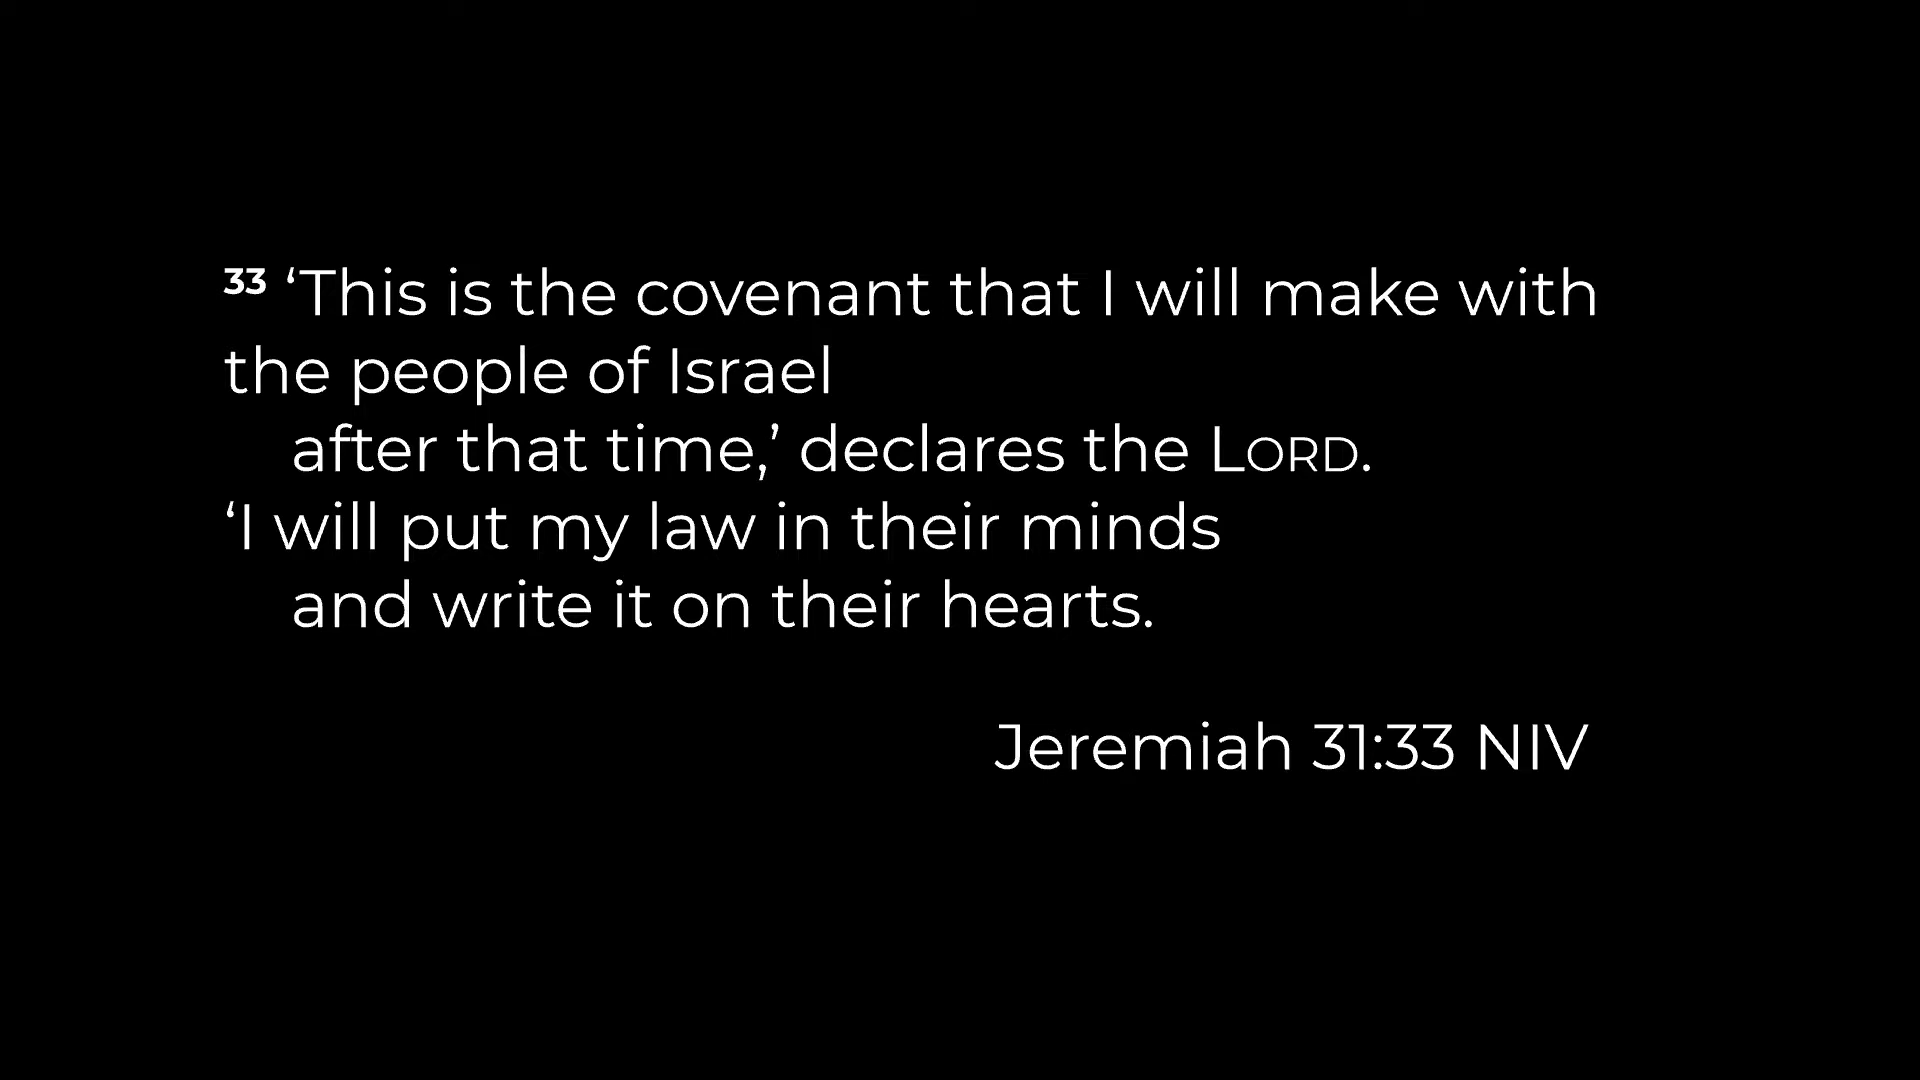 33 ‘This is the covenant that I will make with
the people of Israel
after that time,’ declares the LORD.
‘I will put my law in their minds
and write it on their hearts.
Jeremiah 31:33 NIV